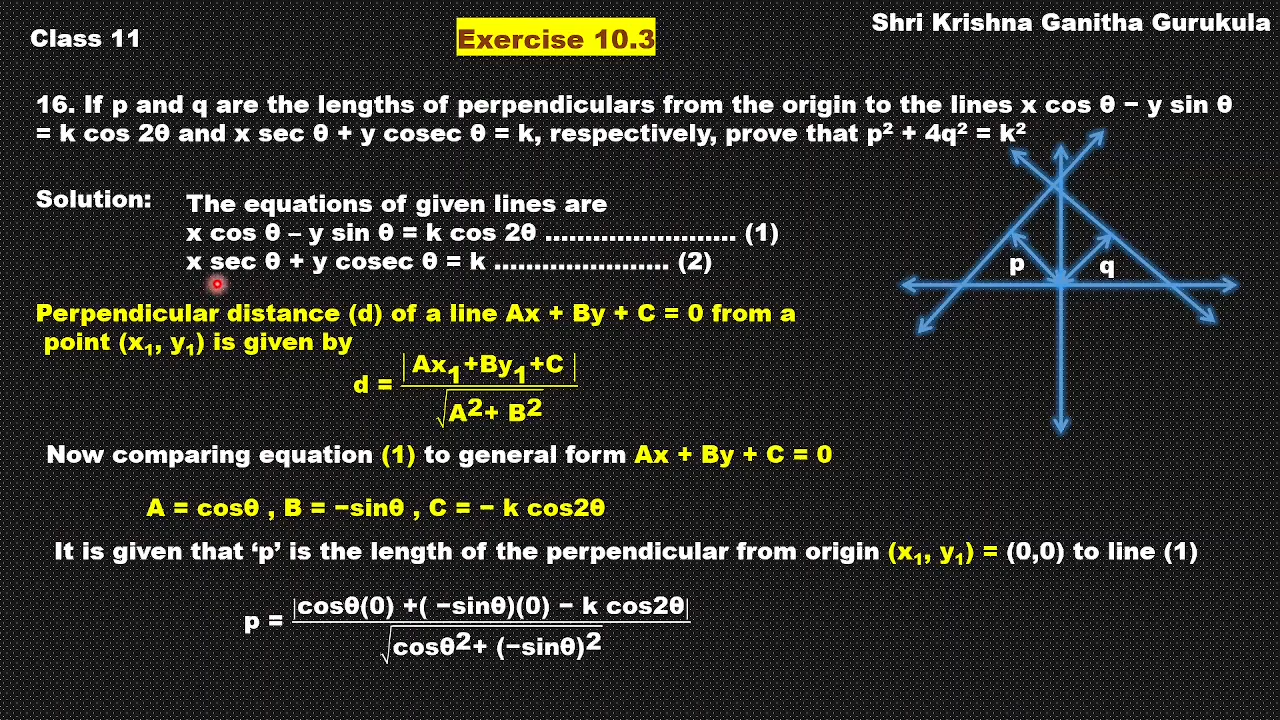 Class 11
Exercise 10.3
Shri Krishna Ganitha Gurukula
16. If p and q are the lengths of perpendiculars from the origin to the lines x cos θ − y sin θ
= k cos 2θ and x sec θ + y cosec θ = k, respectively, prove that p² + 4q² = k²
Solution:
The equations of given lines are
x cos θ – y sin θ = k cos 2θ ........................ (1)
x sec θ + y cosec θ = k ...................... (2)
p
q
Perpendicular distance (d) of a line Ax + By + C = 0 from a
point (x₁, y₁) is given by
d = | Ax₁+By₁+C | / √A²+ B²
Now comparing equation (1) to general form Ax + By + C = 0
A = cosθ , B = −sinθ , C = − k cos2θ
It is given that ‘p’ is the length of the perpendicular from origin (x₁, y₁) = (0,0) to line (1)
p = |cosθ(0) +( −sinθ)(0) − k cos2θ| / √cosθ²+ (−sinθ)²